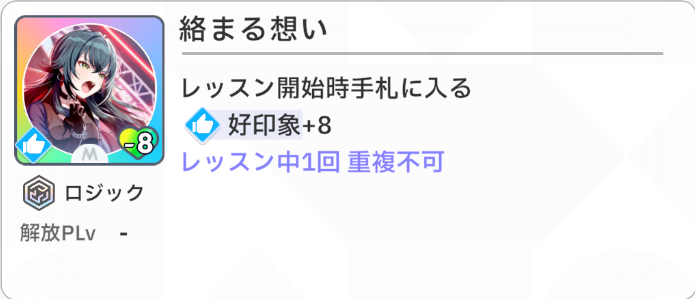 絡まる想い
レッスン開始時手札に入る
好印象+8
レッスン中1回 重複不可
-8
M
ロジック
解放PLv -